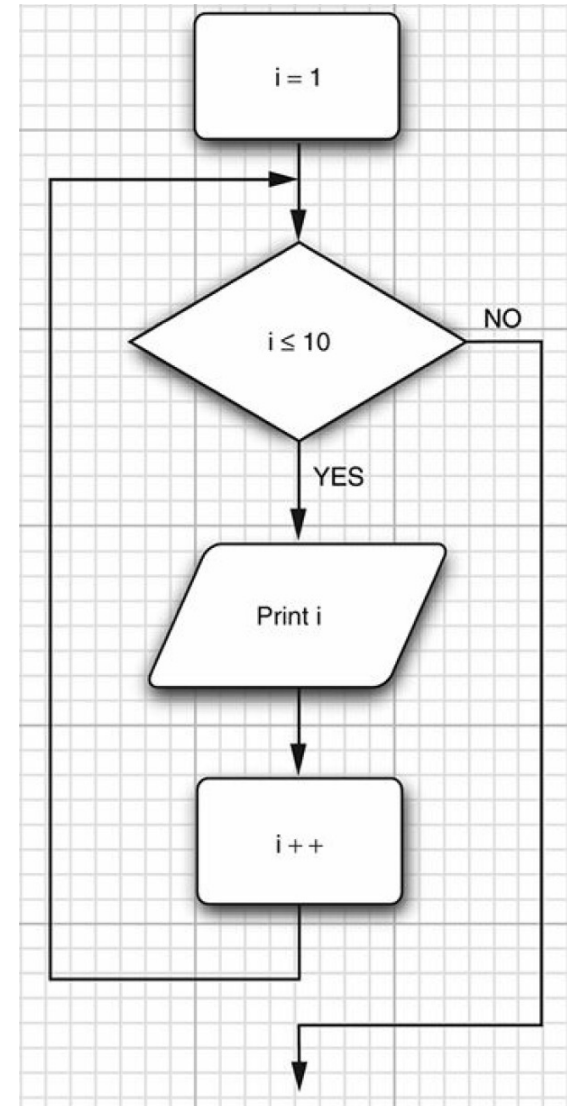 i = 1
i ≤ 10
NO
YES
Print i
i + +